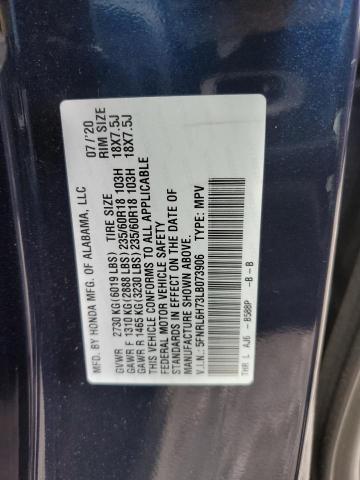 MFD. BY HONDA MFG. OF ALABAMA, LLC 07/'20
TIRE SIZE RIM SIZE
GVWR 2730 KG(6019 LBS)
GAWR F 1310 KG(2888 LBS) 235/60R18 103H 18X7.5J
GAWR R 1465 KG(3230 LBS) 235/60R18 103H 18X7.5J
THIS VEHICLE CONFORMS TO ALL APPLICABLE
FEDERAL MOTOR VEHICLE SAFETY
STANDARDS IN EFFECT ON THE DATE OF
MANUFACTURE SHOWN ABOVE.
V.I.N.: 5FNRL6H73LB073906 TYPE: MPV
THR L AJ6 - B588P -B-B